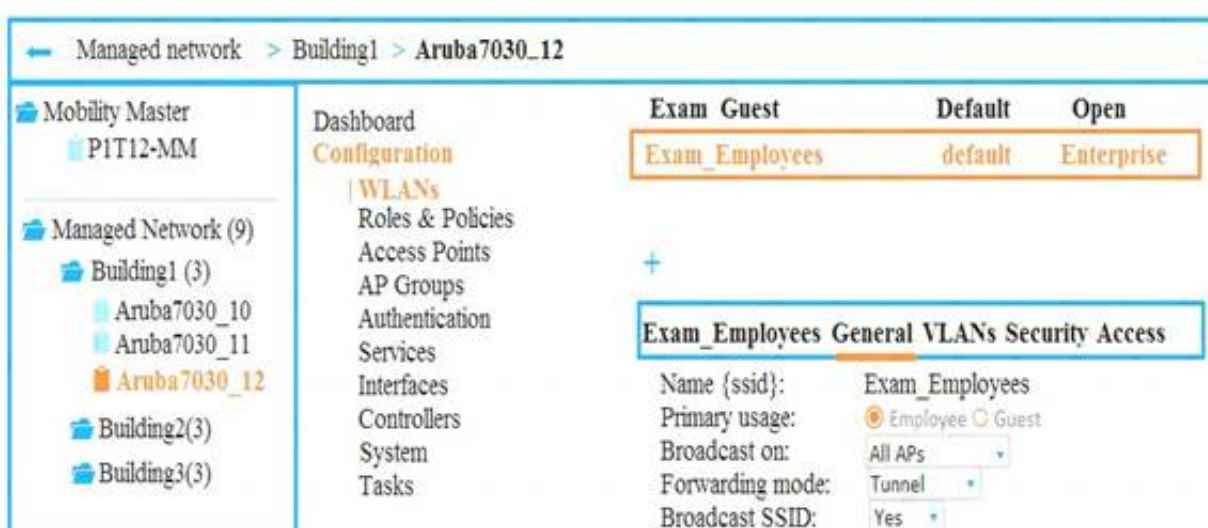 Managed network > Building1 > Aruba7030_12
Mobility Master
P1T12-MM
Managed Network (9)
Building1 (3)
Aruba7030_10
Aruba7030_11
Aruba7030_12
Building2(3)
Building3(3)
Dashboard
Configuration
WLANs
Roles & Policies
Access Points
AP Groups
Authentication
Services
Interfaces
Controllers
System
Tasks
Exam Guest Default Open
Exam_Employees default Enterprise
+
Exam_Employees General VLANs Security Access
Name {ssid}: Exam_Employees
Primary usage: Employee Guest
Broadcast on: All APs
Forwarding mode: Tunnel
Broadcast SSID: Yes